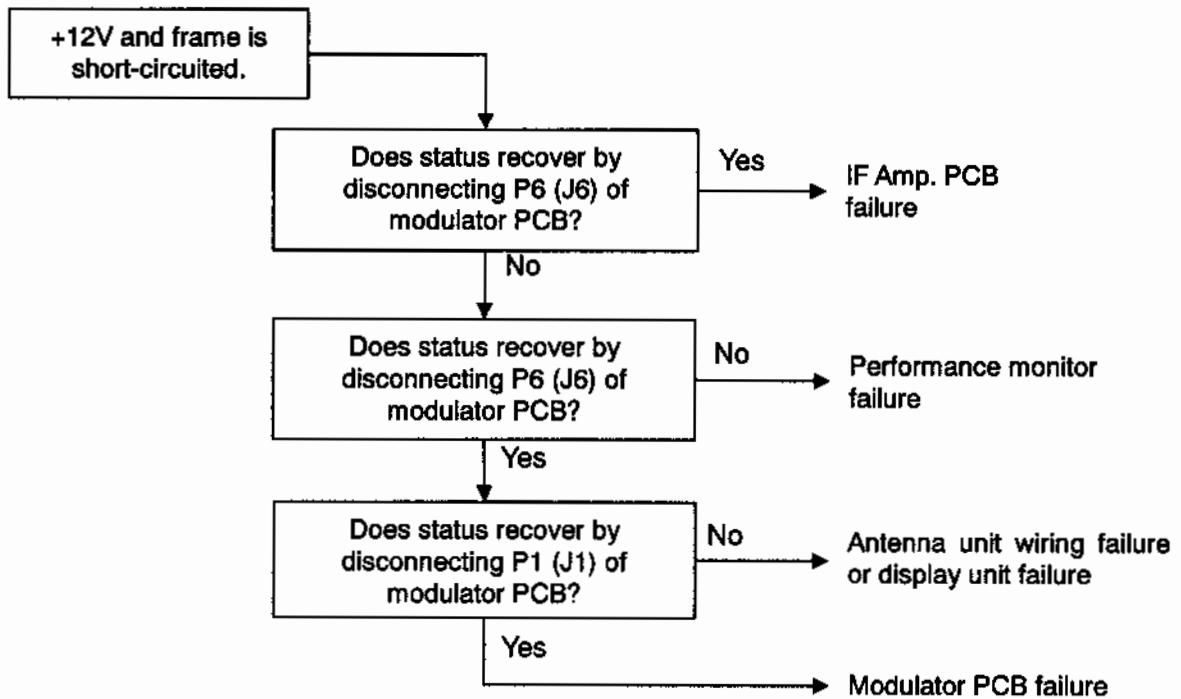 +12V and frame is
short-circuited.
Does status recover by
disconnecting P6 (J6) of
modulator PCB?
Yes
IF Amp. PCB
failure
No
Does status recover by
disconnecting P6 (J6) of
modulator PCB?
No
Performance monitor
failure
Yes
Does status recover by
disconnecting P1 (J1) of
modulator PCB?
No
Antenna unit wiring failure
or display unit failure
Yes
Modulator PCB failure